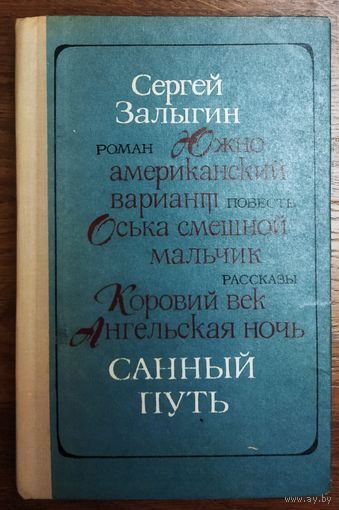 Сергей
Залыгин
РОМАН Южно
американский
вариант ПОВЕСТЬ
Оська смешной
мальчик
РАССКАЗЫ
Коровий век
Ангельская ночь
САННЫЙ
ПУТЬ
www.ay.by